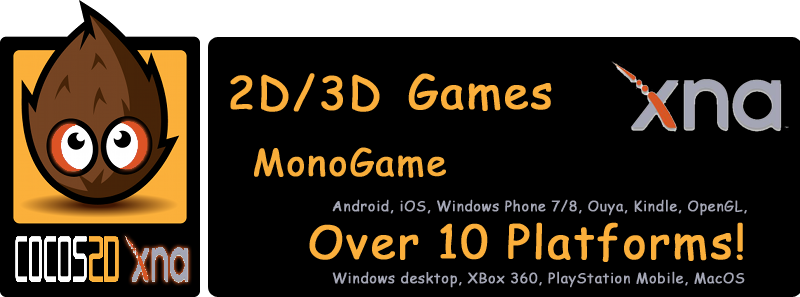 COCOS2D xna
2D/3D Games
xna
MonoGame
Android, iOS, Windows Phone 7/8, Ouya, Kindle, OpenGL,
Over 10 Platforms!
Windows desktop, XBox 360, PlayStation Mobile, MacOS